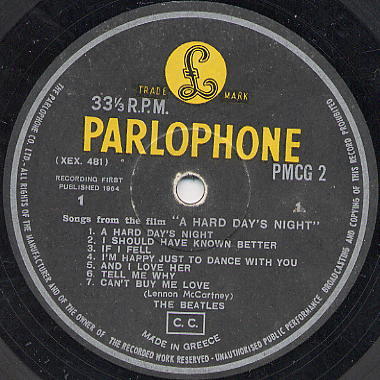 £
TRADE MARK
33⅓ R.P.M.
PARLOPHONE
(XEX. 481)
PMCG 2
RECORDING FIRST
PUBLISHED 1964
1
1
Songs from the film "A HARD DAY'S NIGHT"
1. A HARD DAY'S NIGHT
2. I SHOULD HAVE KNOWN BETTER
3. IF I FELL
4. I'M HAPPY JUST TO DANCE WITH YOU
5. AND I LOVE HER
6. TELL ME WHY
7. CAN'T BUY ME LOVE
(Lennon McCartney)
THE BEATLES
C. C.
MADE IN GREECE
THE PARLOPHONE CO. LTD. ALL RIGHTS OF THE MANUFACTURER AND OF THE OWNER OF THE RECORDED WORK RESERVED - UNAUTHORISED PUBLIC PERFORMANCE BROADCASTING AND COPYING OF THIS RECORD PROHIBITED